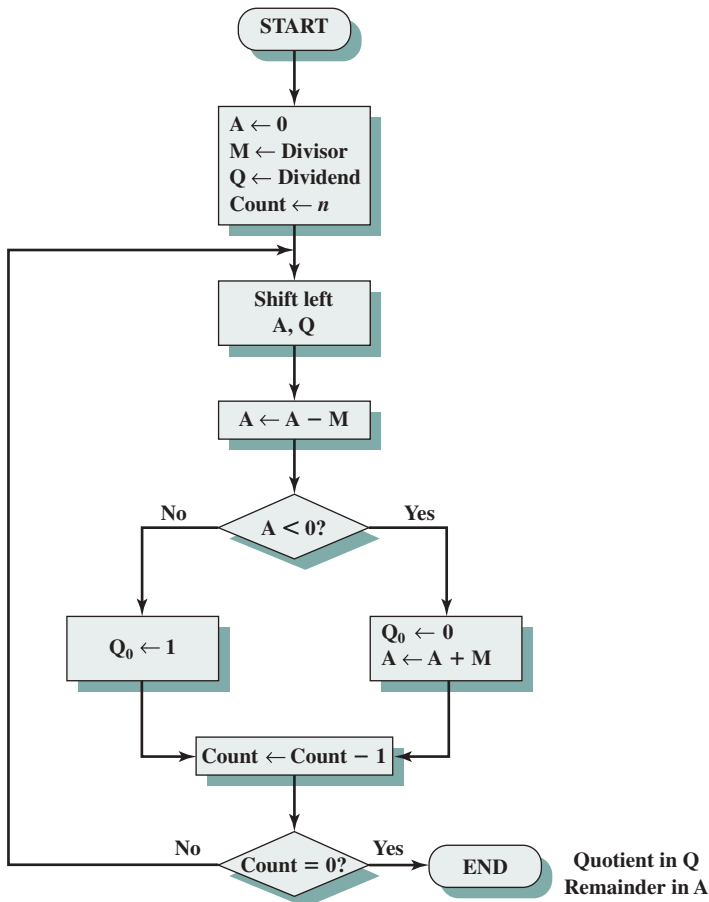 START
A ← 0
M ← Divisor
Q ← Dividend
Count ← n
Shift left
A, Q
A ← A − M
No
A < 0?
Yes
Q₀ ← 1
Q₀ ← 0
A ← A + M
Count ← Count − 1
No
Count = 0?
Yes
END
Quotient in Q
Remainder in A